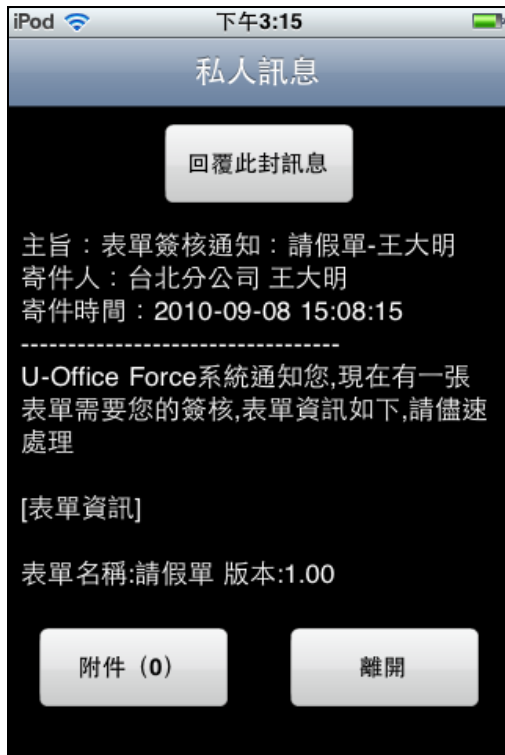 iPod 下午3:15
私人訊息
回覆此封訊息
主旨：表單簽核通知：請假單-王大明
寄件人：台北分公司 王大明
寄件時間：2010-09-08 15:08:15
----------------------------------
U-Office Force系統通知您,現在有一張
表單需要您的簽核,表單資訊如下,請儘速
處理
[表單資訊]
表單名稱:請假單 版本:1.00
附件（0） 離開